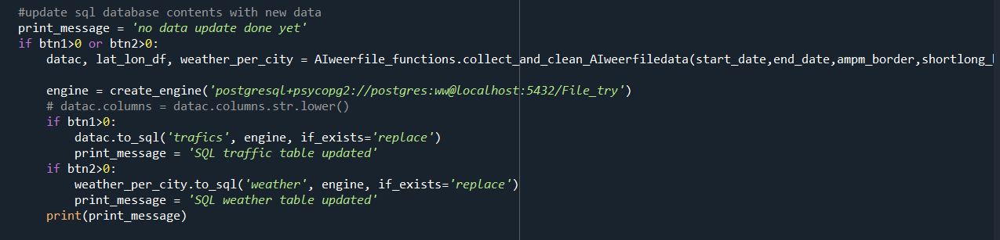 #update sql database contents with new data
print_message = 'no data update done yet'
if btn1>0 or btn2>0:
datac, lat_lon_df, weather_per_city = AIweerfile_functions.collect_and_clean_AIweerfiledata(start_date,end_date,ampm_border,shortlong_
engine = create_engine('postgresql+psycopg2://postgres:ww@localhost:5432/File_try')
# datac.columns = datac.columns.str.lower()
if btn1>0:
datac.to_sql('trafics', engine, if_exists='replace')
print_message = 'SQL traffic table updated'
if btn2>0:
weather_per_city.to_sql('weather', engine, if_exists='replace')
print_message = 'SQL weather table updated'
print(print_message)